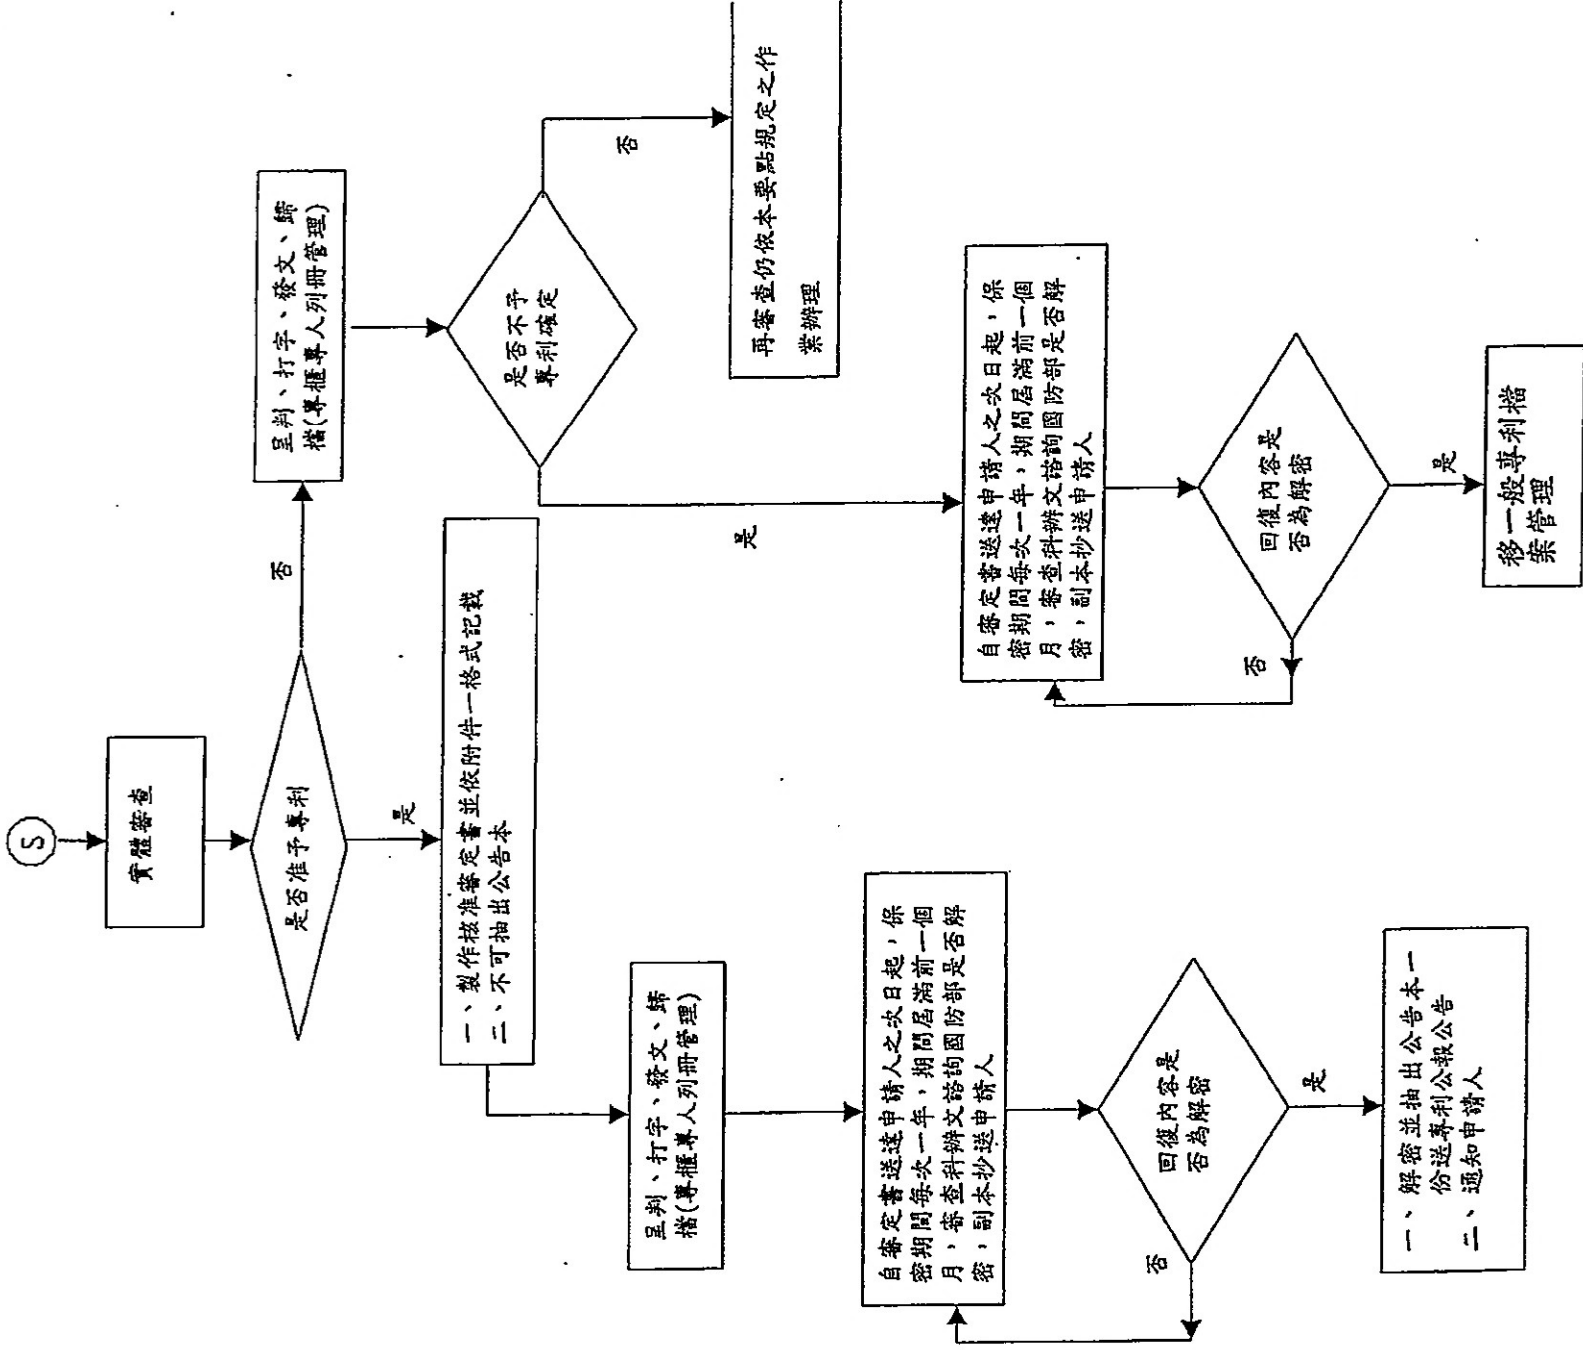 S
實體審查
是否准予專利
否
呈判、打字、發文、歸
檔(專櫃專人列冊管理)
是否不予
專利確定
否
再審查仍依本要點規定之作
業辦理
是
自審定書送達申請人之次日起，保
密期間每次一年，期間屆滿前一個
月，審查科辦文諮詢國防部是否解
密，副本抄送申請人
回復內容是
否為解密
否
是
移一般專利檔
案管理
是
一、製作核准審定書並依附件一格式記載
二、不可抽出公告本
呈判、打字、發文、歸
檔(專櫃專人列冊管理)
自審定書送達申請人之次日起，保
密期間每次一年，期間屆滿前一個
月，審查科辦文諮詢國防部是否解
密，副本抄送申請人
回復內容是
否為解密
否
是
一、解密並抽出公告本一
份送專利公報公告
二、通知申請人